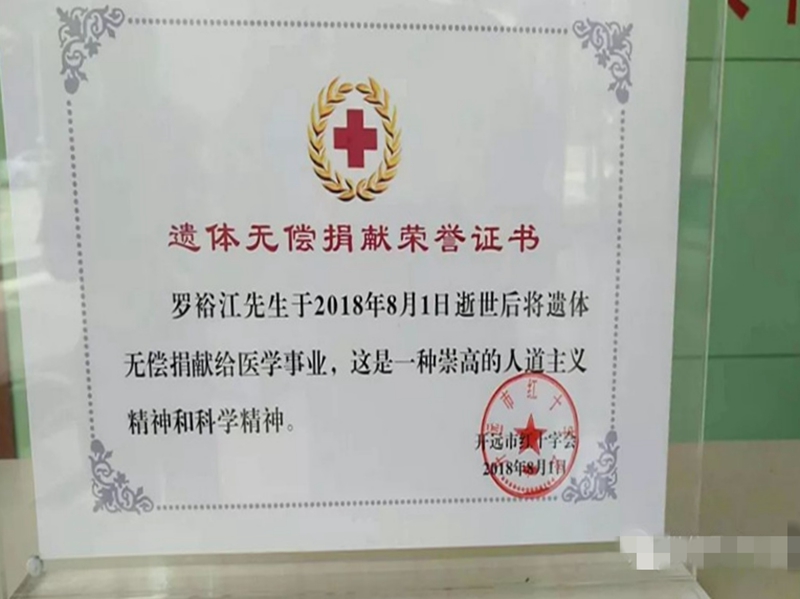 遗体无偿捐献荣誉证书
罗裕江先生于2018年8月1日逝世后将遗体
无偿捐献给医学事业，这是一种崇高的人道主义
精神和科学精神。
开远市红十字会
2018年8月1日